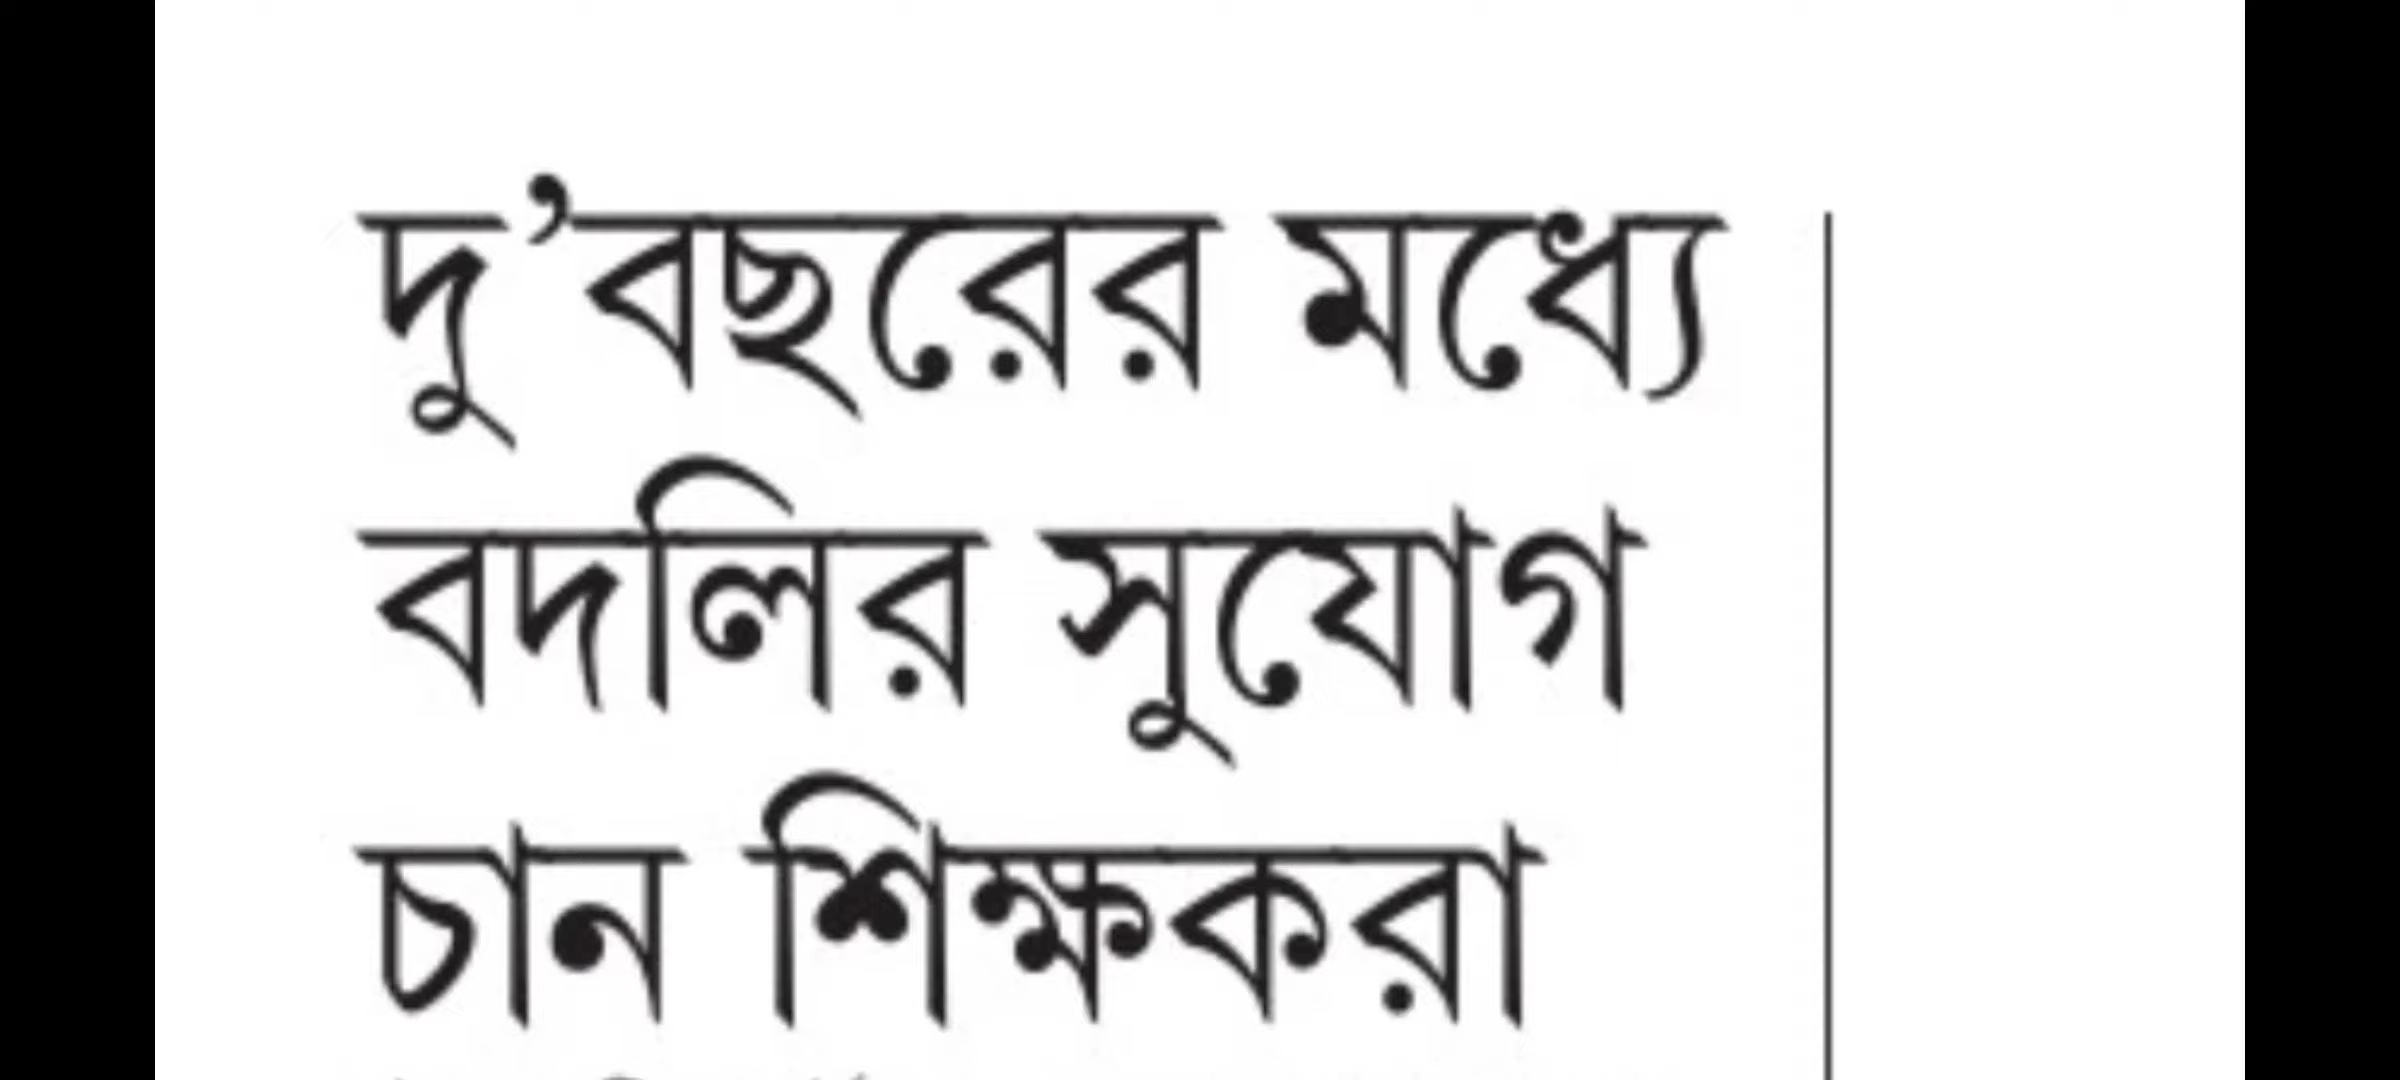 দু’বছরের মধ্যে
বদলির সুযোগ
চান শিক্ষকরা